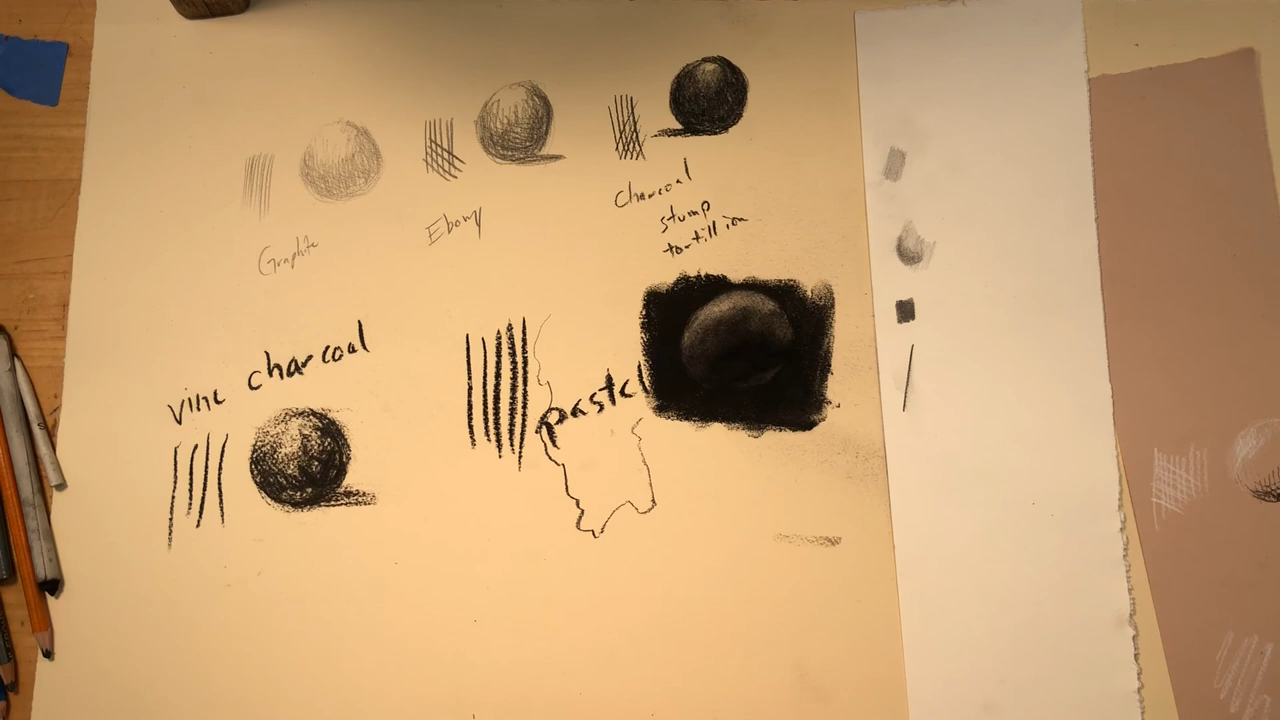 Graphite
Ebony
Charcoal
stump
tortillion
vine charcoal
pastel